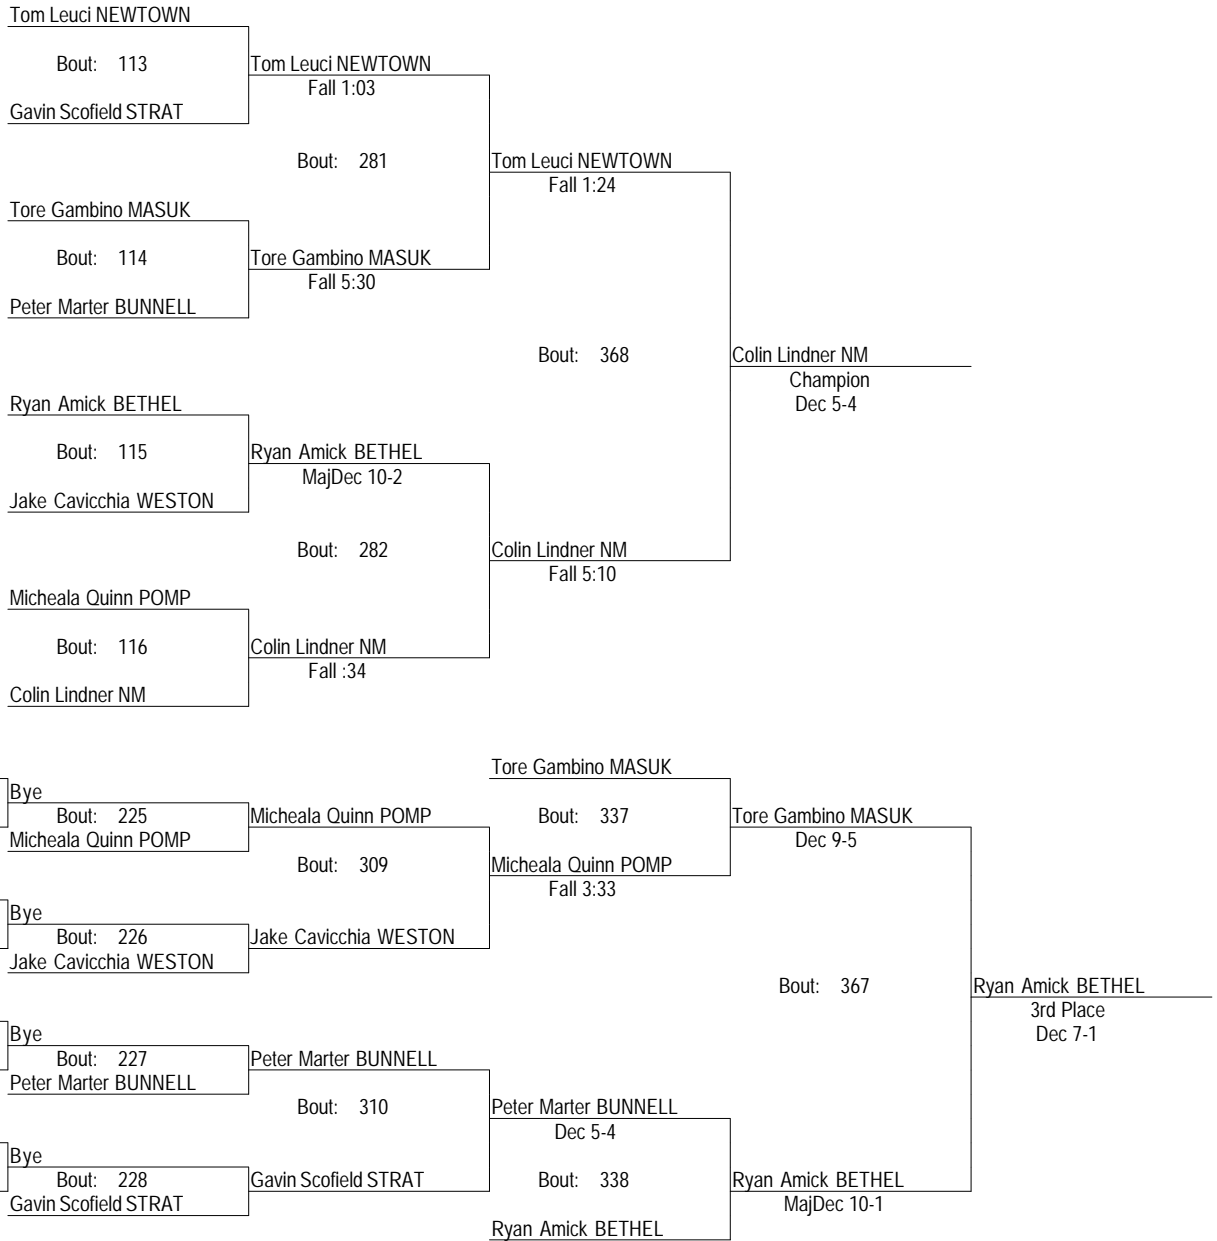 Tom Leuci NEWTOWN
Bout: 113
Tom Leuci NEWTOWN
Fall 1:03
Gavin Scofield STRAT
Bout: 281
Tom Leuci NEWTOWN
Fall 1:24
Tore Gambino MASUK
Bout: 114
Tore Gambino MASUK
Fall 5:30
Peter Marter BUNNELL
Bout: 368
Colin Lindner NM
Champion
Dec 5-4
Ryan Amick BETHEL
Bout: 115
Ryan Amick BETHEL
MajDec 10-2
Jake Cavicchia WESTON
Bout: 282
Colin Lindner NM
Fall 5:10
Micheala Quinn POMP
Bout: 116
Colin Lindner NM
Fall :34
Colin Lindner NM
Tore Gambino MASUK
Bye
Bout: 225
Micheala Quinn POMP
Bout: 337
Tore Gambino MASUK
Dec 9-5
Micheala Quinn POMP
Bout: 309
Micheala Quinn POMP
Fall 3:33
Bye
Bout: 226
Jake Cavicchia WESTON
Jake Cavicchia WESTON
Bout: 367
Ryan Amick BETHEL
3rd Place
Dec 7-1
Bye
Bout: 227
Peter Marter BUNNELL
Peter Marter BUNNELL
Bout: 310
Peter Marter BUNNELL
Dec 5-4
Bye
Bout: 228
Gavin Scofield STRAT
Bout: 338
Ryan Amick BETHEL
MajDec 10-1
Gavin Scofield STRAT
Ryan Amick BETHEL